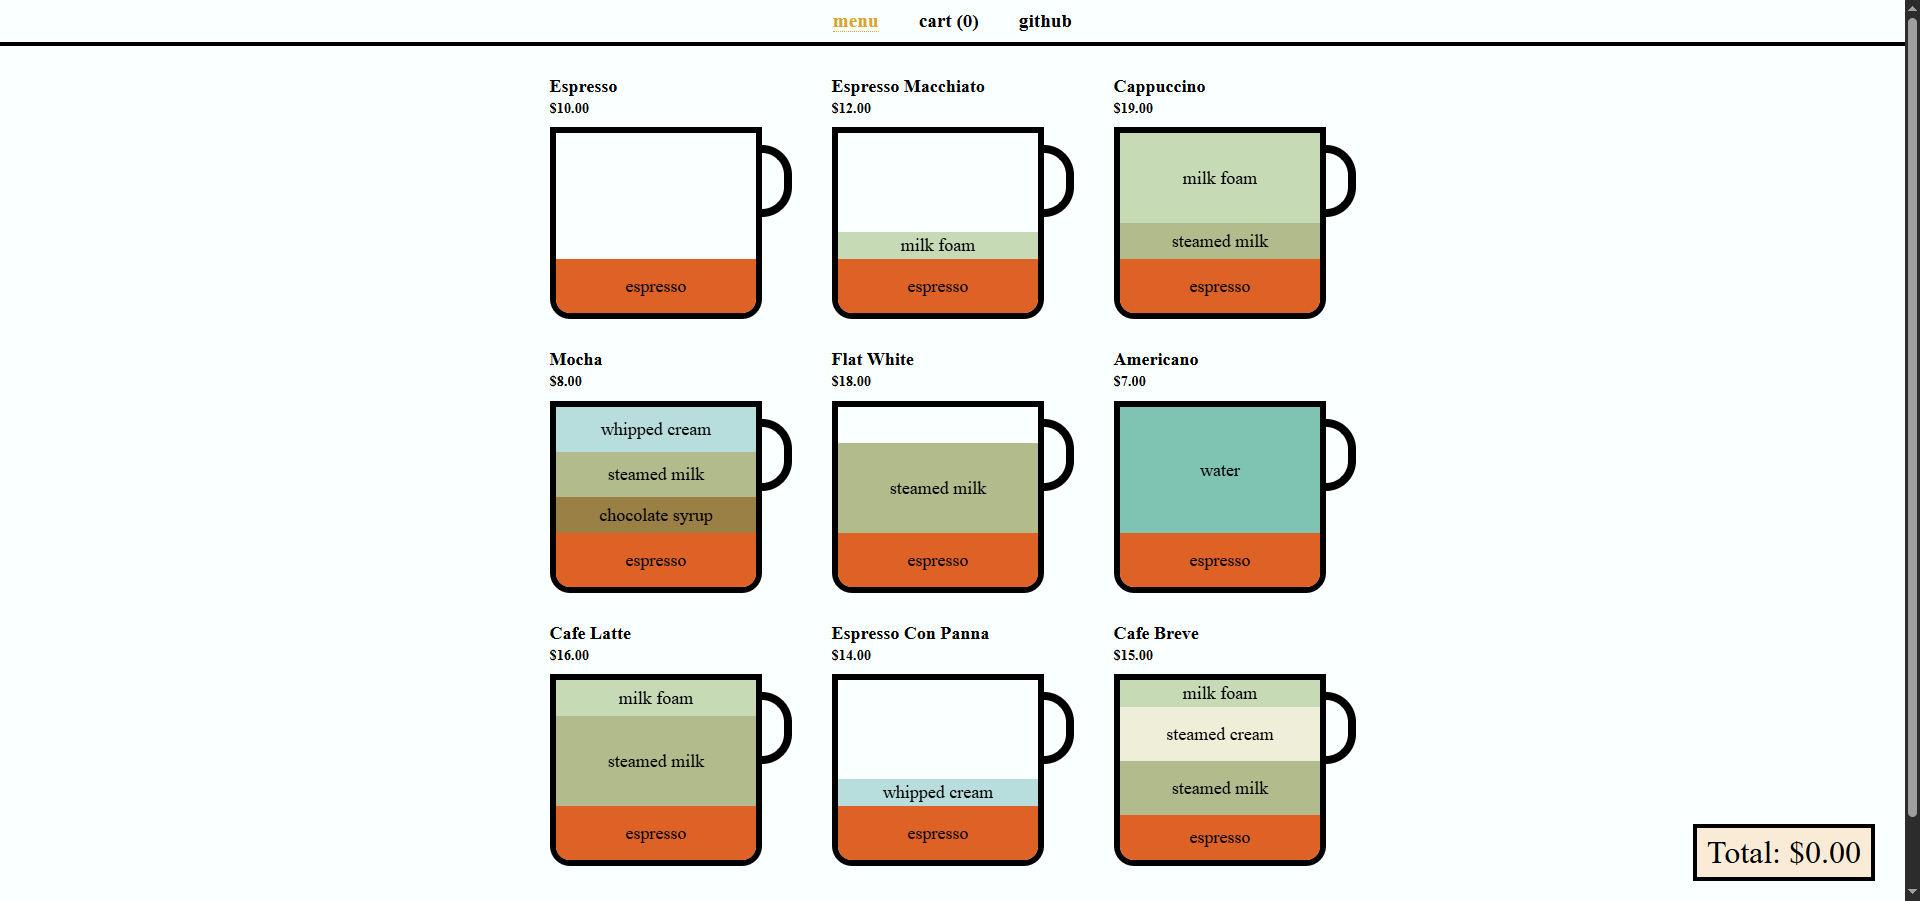 menu cart (0) github
Espresso
$10.00
espresso
Espresso Macchiato
$12.00
milk foam
espresso
Cappuccino
$19.00
milk foam
steamed milk
espresso
Mocha
$8.00
whipped cream
steamed milk
chocolate syrup
espresso
Flat White
$18.00
steamed milk
espresso
Americano
$7.00
water
espresso
Cafe Latte
$16.00
milk foam
steamed milk
espresso
Espresso Con Panna
$14.00
whipped cream
espresso
Cafe Breve
$15.00
milk foam
steamed cream
steamed milk
espresso
Total: $0.00